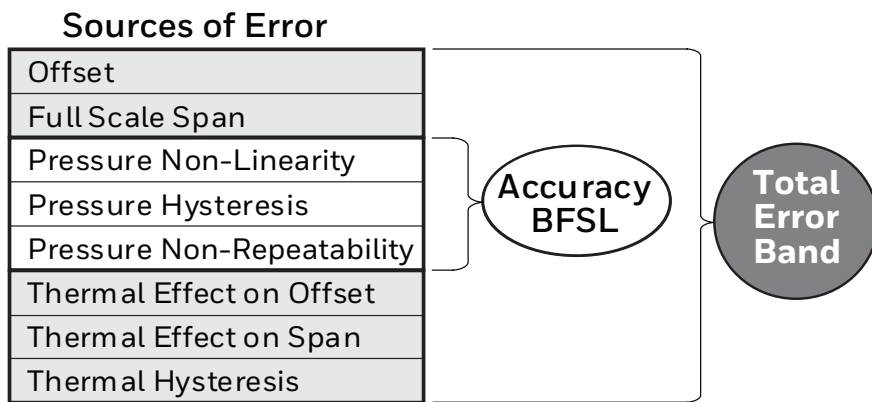 Sources of Error
Offset
Full Scale Span
Pressure Non-Linearity
Pressure Hysteresis
Pressure Non-Repeatability
Thermal Effect on Offset
Thermal Effect on Span
Thermal Hysteresis
Accuracy
BFSL
Total
Error
Band